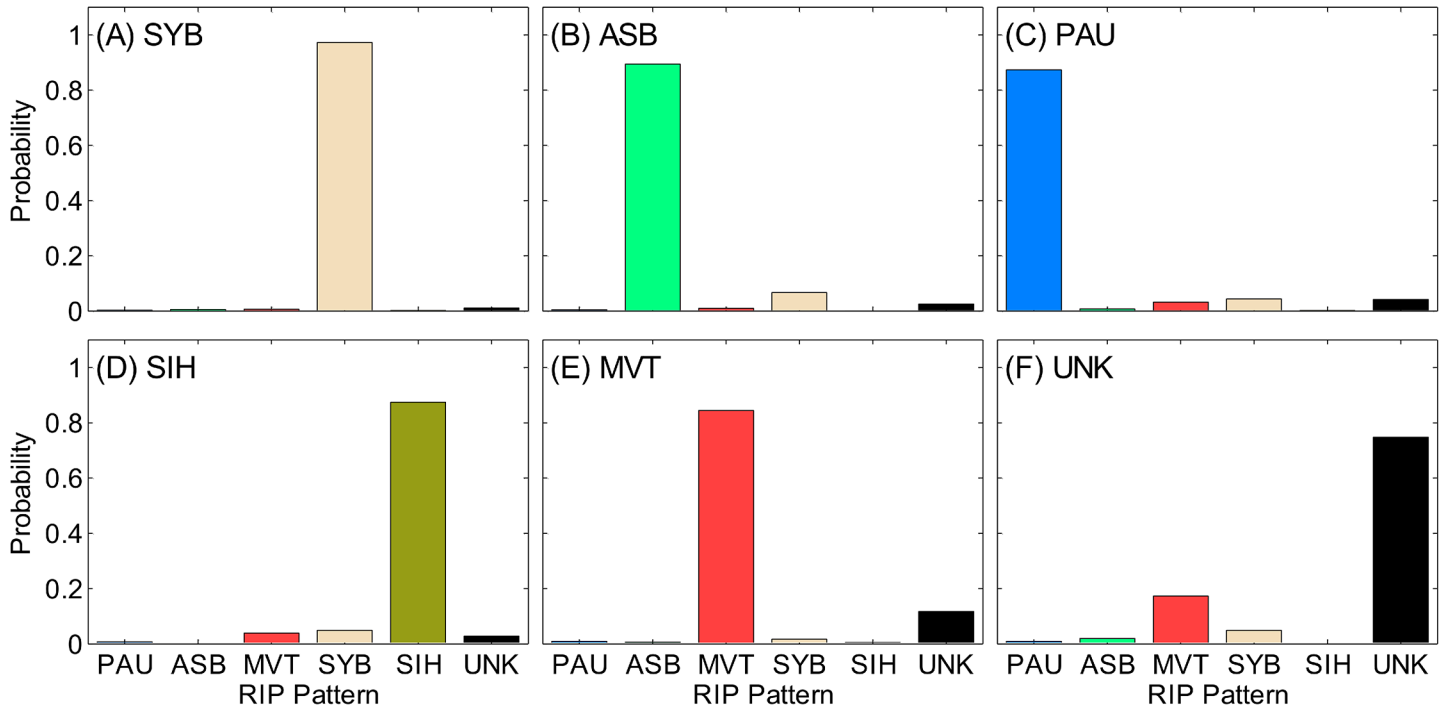 (A) SYB
(B) ASB
(C) PAU
1
0.8
0.6
0.4
0.2
0
Probability
(D) SIH
(E) MVT
(F) UNK
1
0.8
0.6
0.4
0.2
0
Probability
PAU ASB MVT SYB SIH UNK
PAU ASB MVT SYB SIH UNK
PAU ASB MVT SYB SIH UNK
RIP Pattern
RIP Pattern
RIP Pattern